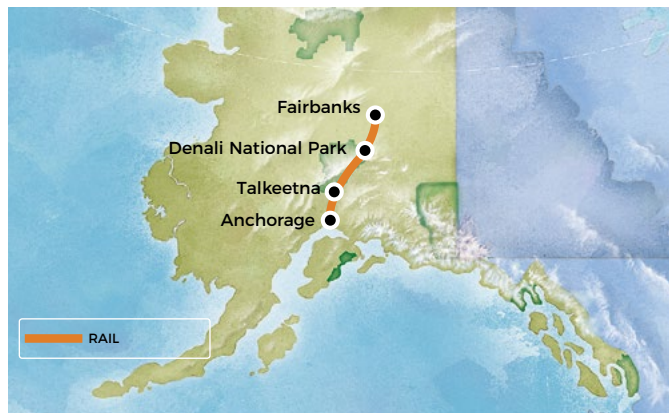 Fairbanks
Denali National Park
Talkeetna
Anchorage
RAIL